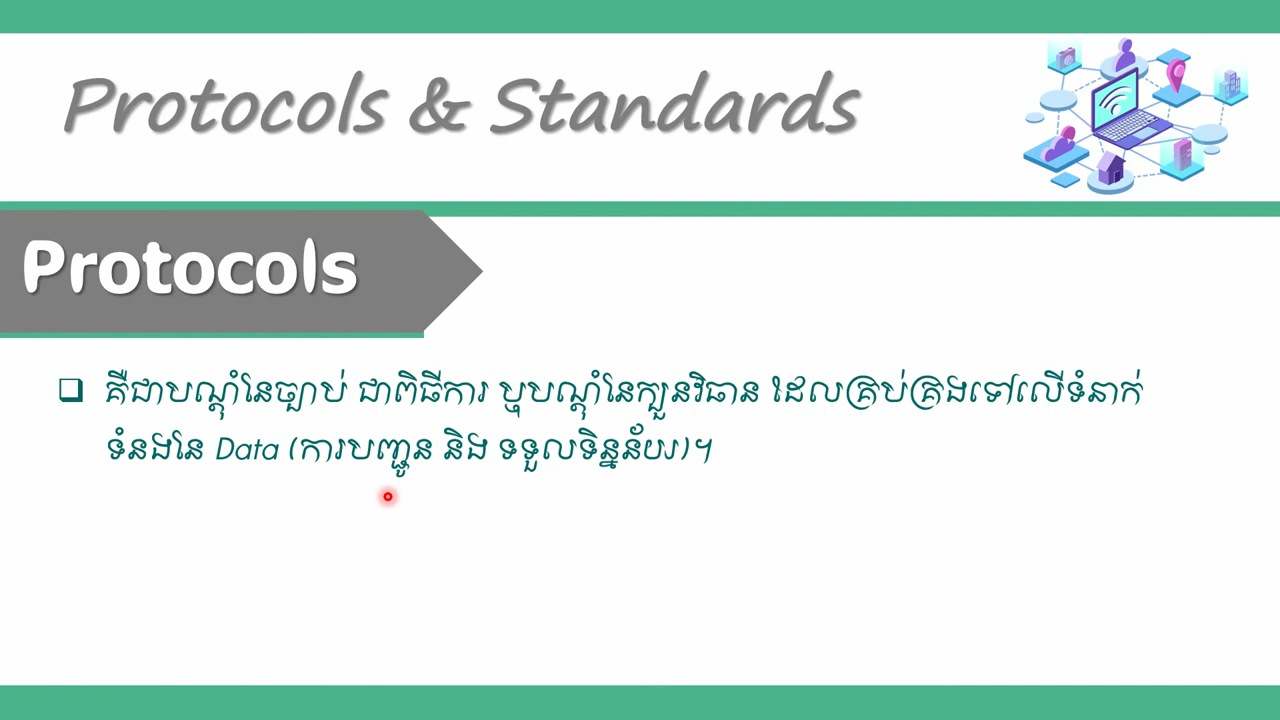 Protocols & Standards
Protocols
គឺជាបណ្តុំនៃច្បាប់ ជាពិធីការ ឬបណ្តុំនៃក្បួនវិធាន ដែលគ្រប់គ្រងទៅលើទំនាក់
ទំនងនៃ Data (ការបញ្ជូន និង ទទួលទិន្នន័យ)។